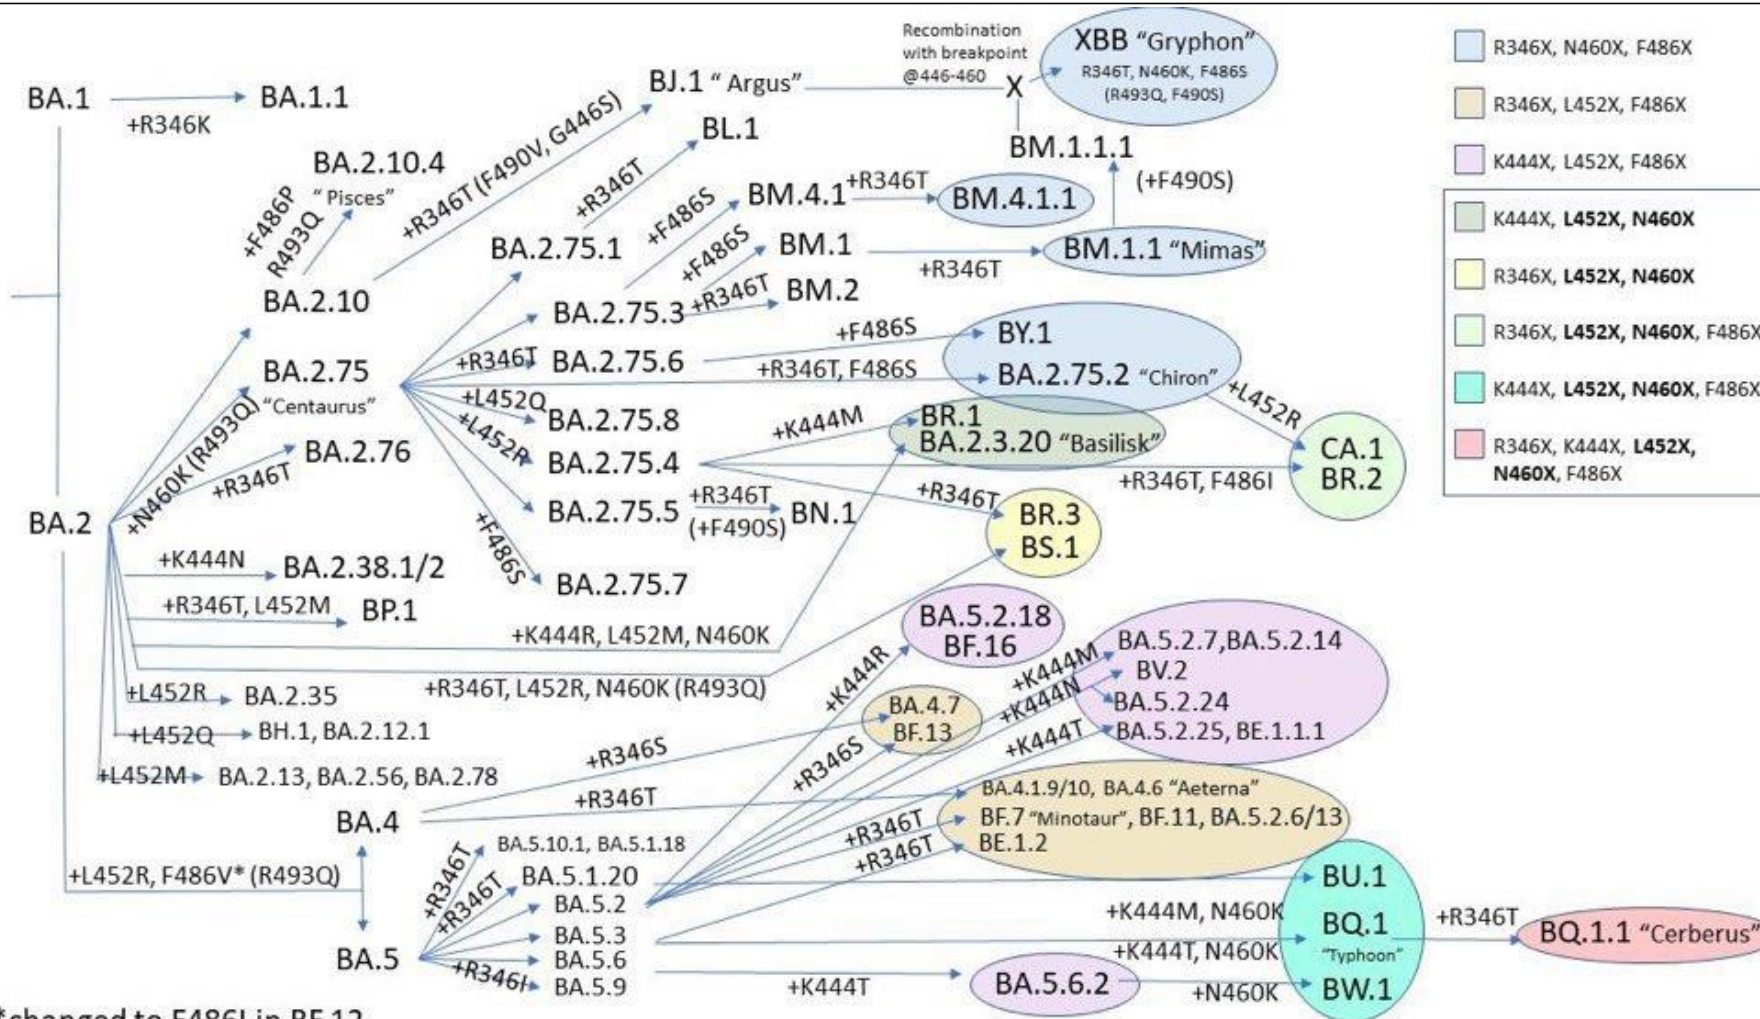 Recombination
with breakpoint
@446-460
XBB “Gryphon”
R346T, N460K, F486S
(R493Q, F490S)
R346X, N460X, F486X
R346X, L452X, F486X
K444X, L452X, F486X
K444X, L452X, N460X
R346X, L452X, N460X
R346X, L452X, N460X, F486X
K444X, L452X, N460X, F486X
R346X, K444X, L452X,
N460X, F486X
BA.1
+R346K
BA.1.1
BJ.1 “ Argus”
X
BL.1
BM.1.1.1
(+F490S)
BA.2.10.4
“ Pisces”
+F486P
R493Q
+R346T (F490V, G446S)
+R346T
BA.2.10
BA.2.75.1
+F486S
BM.4.1
+R346T
BM.4.1.1
+F486S
BM.1
+R346T
BM.1.1 “Mimas”
BA.2.75.3
+R346T
BM.2
BA.2.75
“Centaurus”
+R346T
BA.2.75.6
+F486S
BY.1
+R346T, F486S
BA.2.75.2 “Chiron”
+L452R
+L452Q
BA.2.75.8
+L452R
BA.2.75.4
+K444M
BR.1
BA.2.3.20 “Basilisk”
CA.1
BR.2
+R346T, F486I
+R346T
BR.3
BS.1
BA.2.75.5
+R346T
(+F490S)
BN.1
+F486S
BA.2.75.7
BA.2
+N460K (R493Q)
+R346T
BA.2.76
+K444N
BA.2.38.1/2
+R346T, L452M
BP.1
+K444R, L452M, N460K
+R346T, L452R, N460K (R493Q)
+L452R
BA.2.35
+L452Q
BH.1, BA.2.12.1
+L452M
BA.2.13, BA.2.56, BA.2.78
+L452R, F486V* (R493Q)
BA.4
+R346S
BA.4.7
BF.13
+R346T
+R346S
+K444R
BA.5.2.18
BF.16
+K444M
+K444N
+K444T
BA.5.2.7,BA.5.2.14
BV.2
BA.5.2.24
BA.5.2.25, BE.1.1.1
+R346T
+R346T
BA.4.1.9/10, BA.4.6 “Aeterna”
BF.7 “Minotaur”, BF.11, BA.5.2.6/13
BE.1.2
BA.5
+R346T
BA.5.10.1, BA.5.1.18
+R346T
BA.5.1.20
BA.5.2
BA.5.3
BA.5.6
+R346I
BA.5.9
+K444M, N460K
BU.1
+K444T, N460K
BQ.1
“Typhoon”
+R346T
BQ.1.1 “Cerberus”
+K444T
BA.5.6.2
+N460K
BW.1
*changed to F486I in BF.13